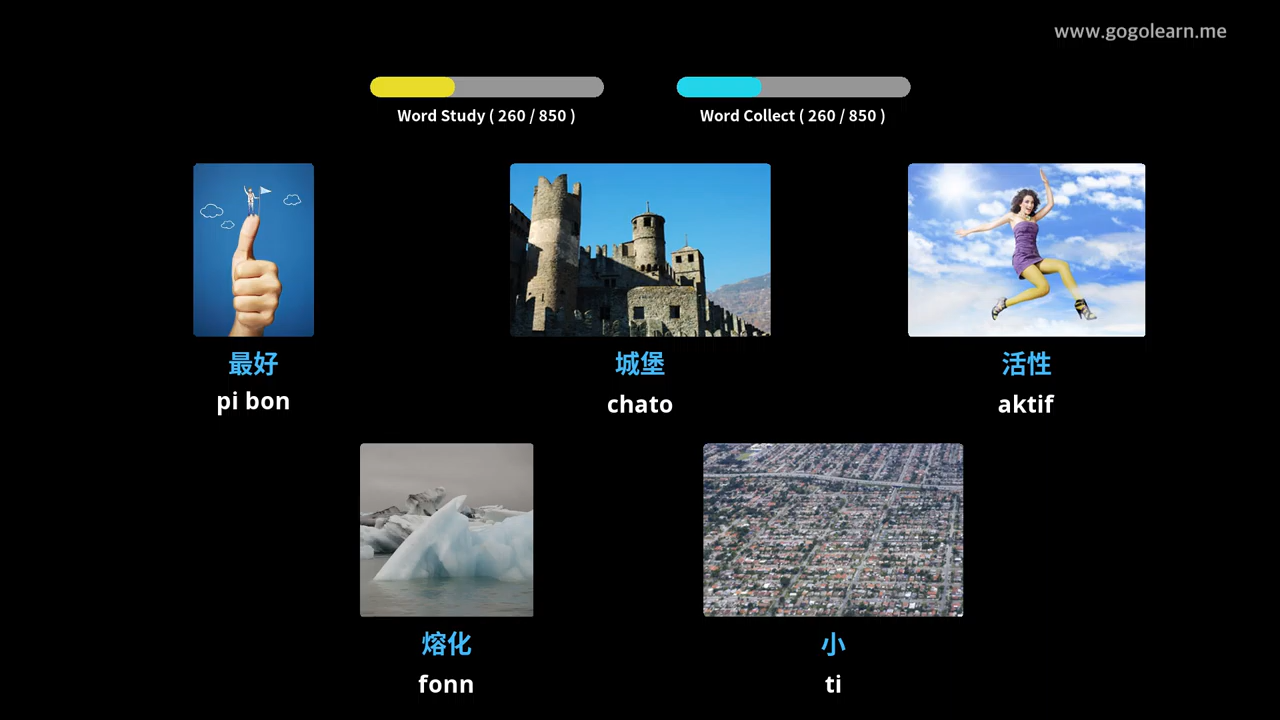 www.gogolearn.me
Word Study ( 260 / 850 )
Word Collect ( 260 / 850 )
最好
pi bon
城堡
chato
活性
aktif
熔化
fonn
小
ti